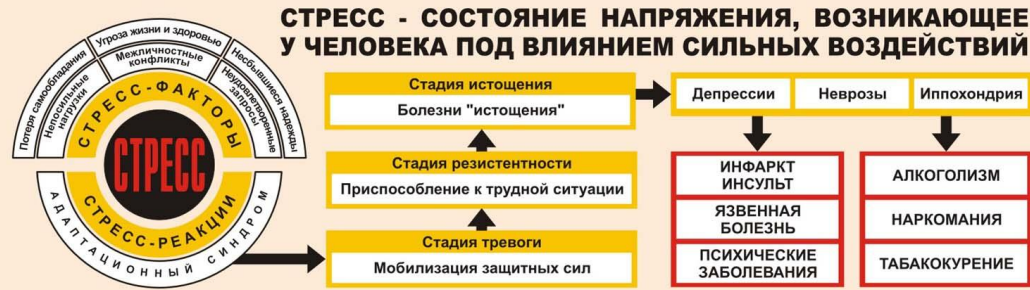 СТРЕСС - СОСТОЯНИЕ НАПРЯЖЕНИЯ, ВОЗНИКАЮЩЕЕ
У ЧЕЛОВЕКА ПОД ВЛИЯНИЕМ СИЛЬНЫХ ВОЗДЕЙСТВИЙ
Потеря самообладания
Угроза жизни и здоровью
Несбывшиеся надежды
Непосильные
нагрузки
Межличностные
конфликты
Неудовлетворенные
запросы
СТРЕСС-ФАКТОРЫ
СТРЕСС
СТРЕСС-РЕАКЦИИ
АДАПТАЦИОННЫЙ СИНДРОМ
Стадия истощения
Болезни "истощения"
Стадия резистентности
Приспособление к трудной ситуации
Стадия тревоги
Мобилизация защитных сил
Депрессии
Неврозы
Иппохондрия
ИНФАРКТ
ИНСУЛЬТ
ЯЗВЕННАЯ
БОЛЕЗНЬ
ПСИХИЧЕСКИЕ
ЗАБОЛЕВАНИЯ
АЛКОГОЛИЗМ
НАРКОМАНИЯ
ТАБАКОКУРЕНИЕ